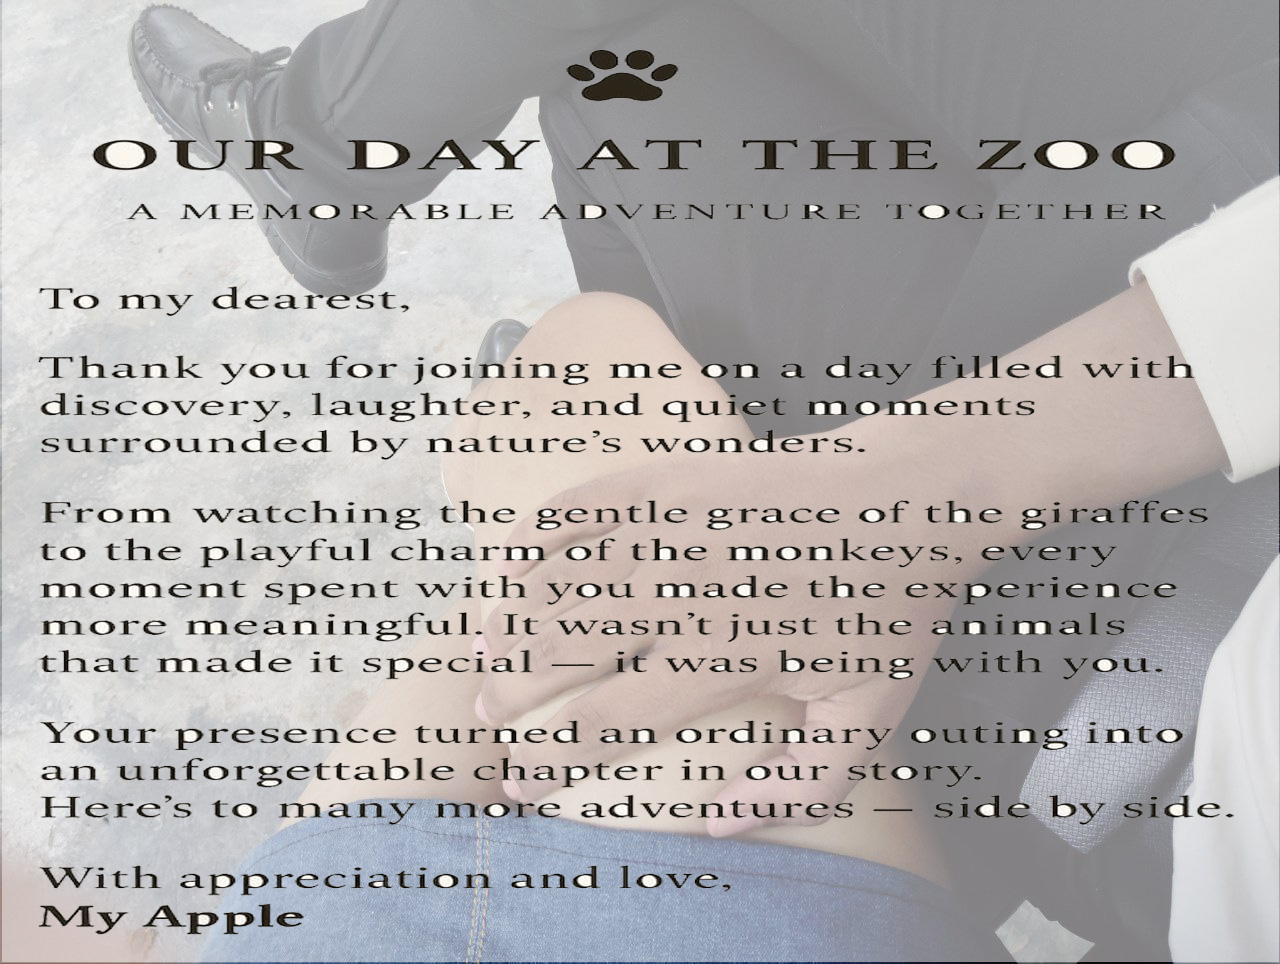 OUR DAY AT THE ZOO
A MEMORABLE ADVENTURE TOGETHER
To my dearest,
Thank you for joining me on a day filled with
discovery, laughter, and quiet moments
surrounded by nature’s wonders.
From watching the gentle grace of the giraffes
to the playful charm of the monkeys, every
moment spent with you made the experience
more meaningful. It wasn’t just the animals
that made it special — it was being with you.
Your presence turned an ordinary outing into
an unforgettable chapter in our story.
Here’s to many more adventures — side by side.
With appreciation and love,
My Apple